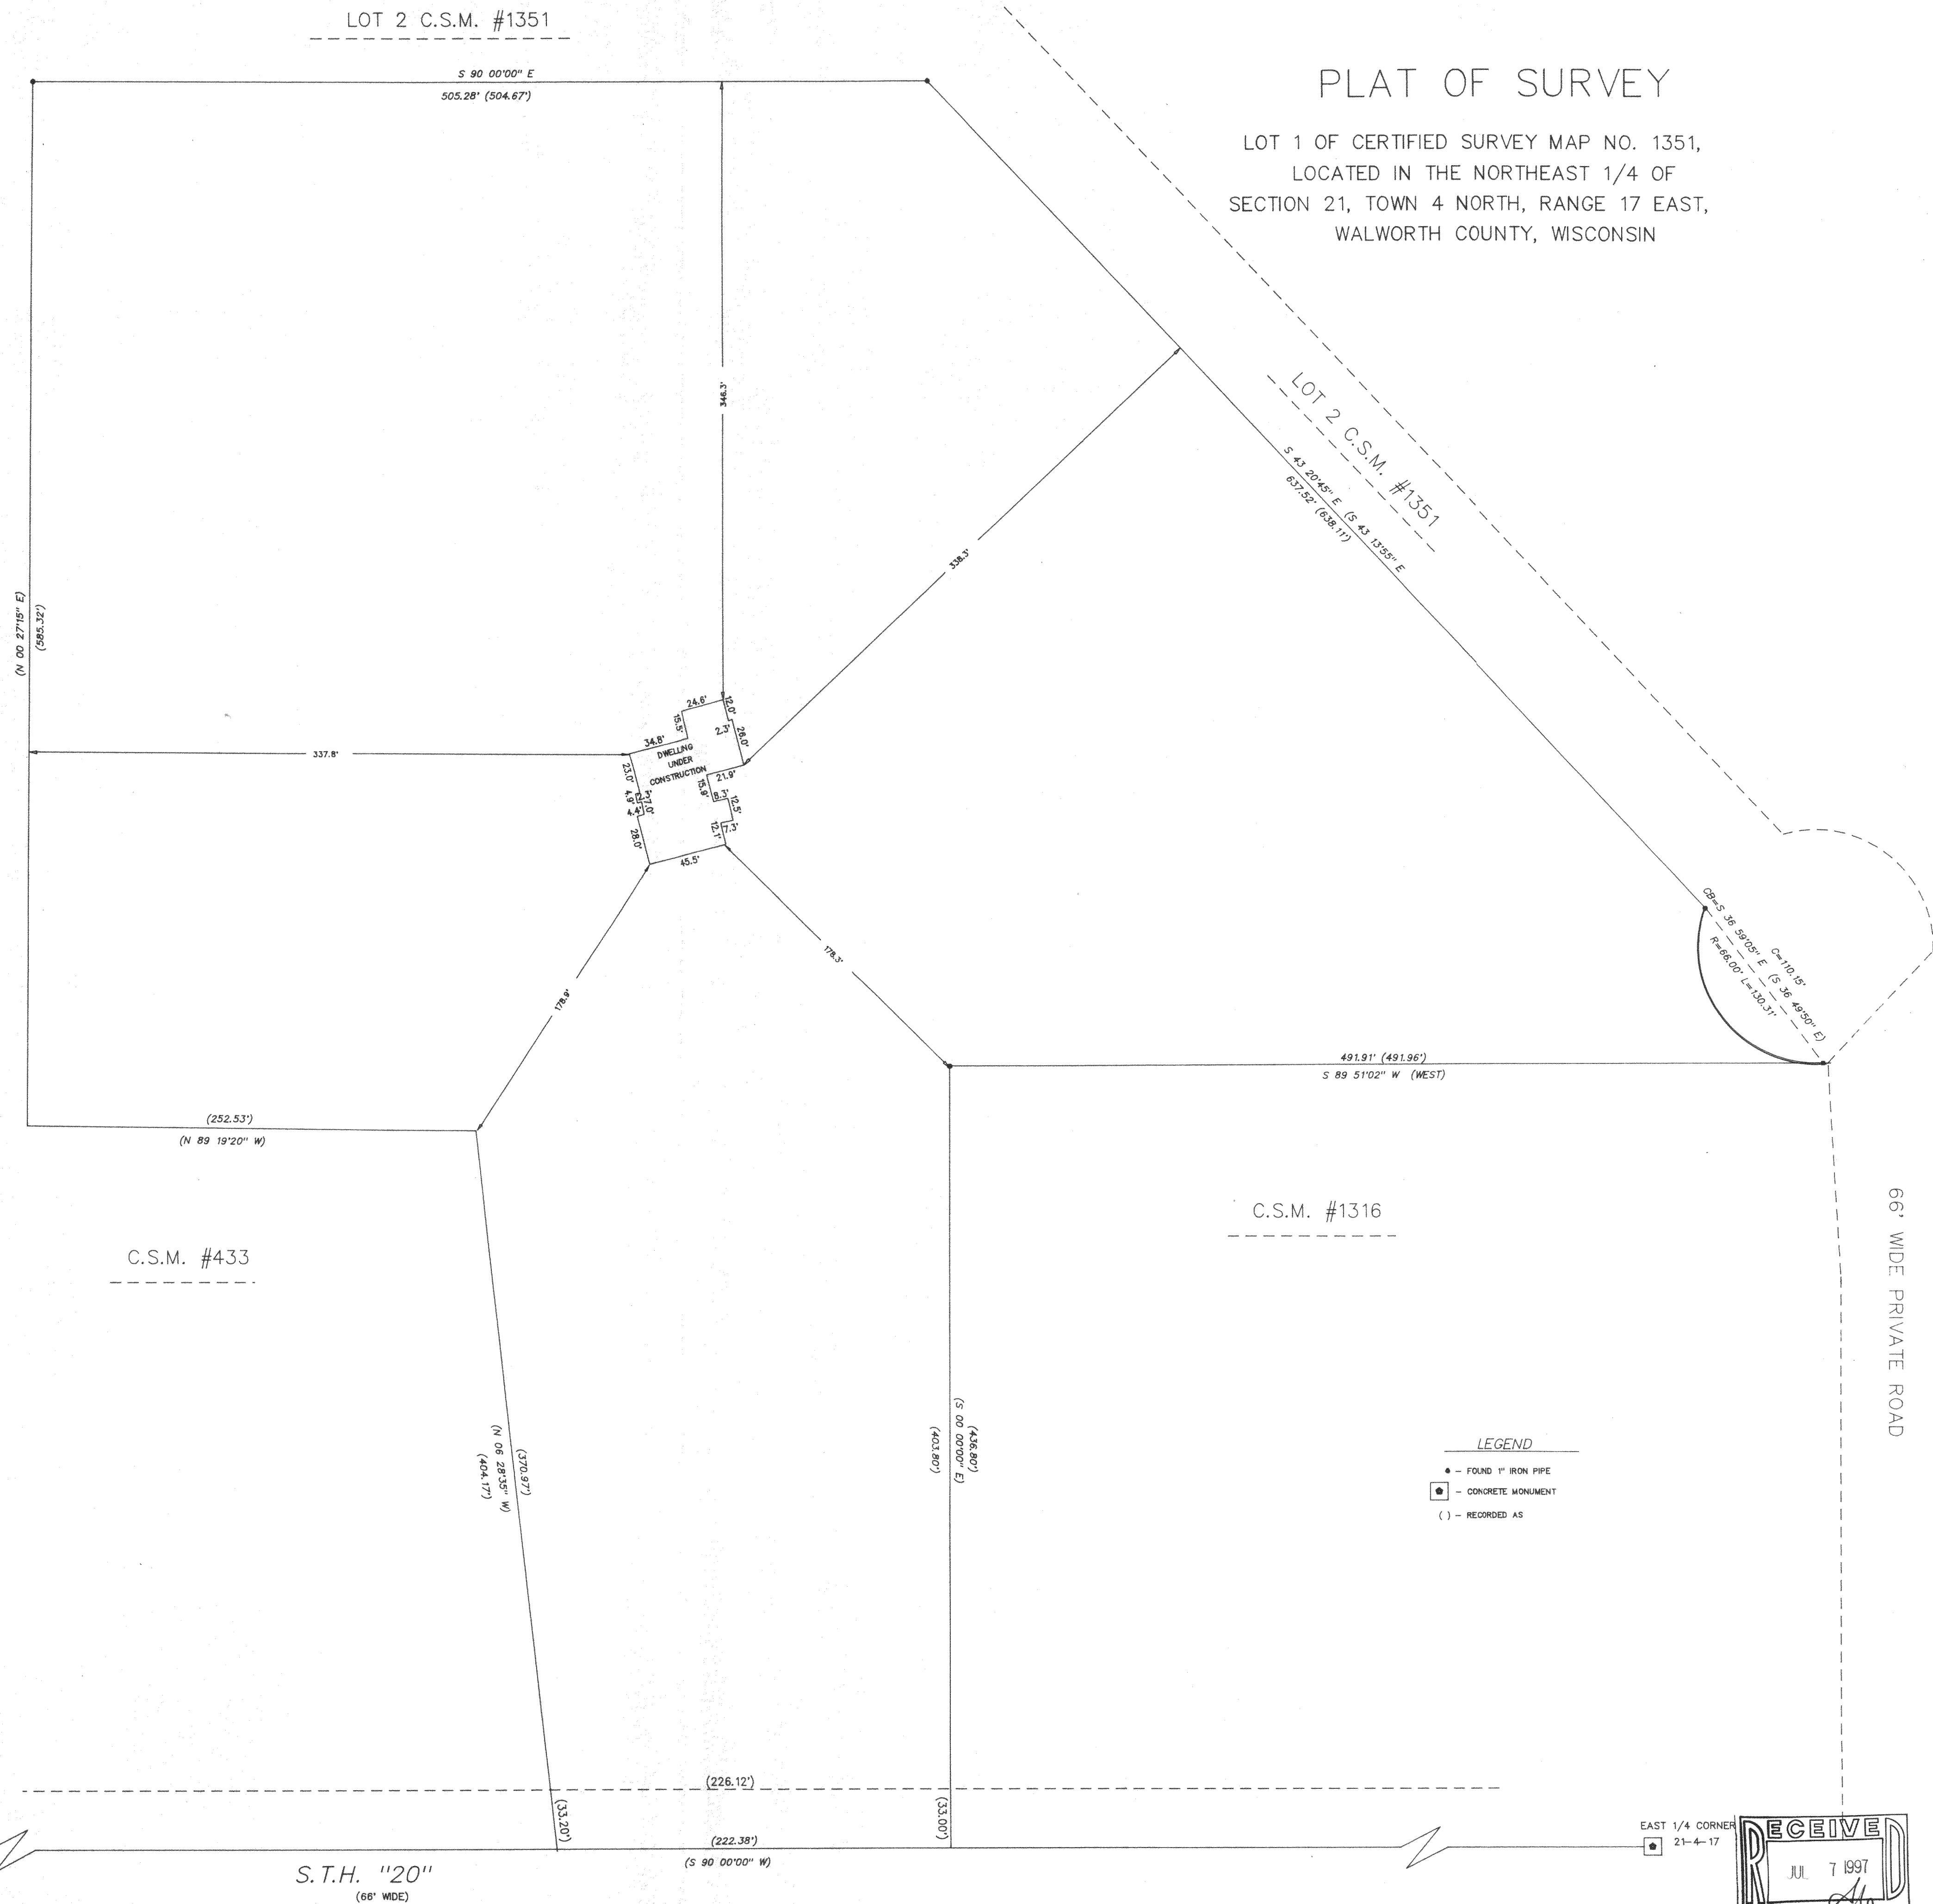 LOT 2 C.S.M. #1351
S 90 00'00" E
505.28' (504.67')
PLAT OF SURVEY
LOT 1 OF CERTIFIED SURVEY MAP NO. 1351,
LOCATED IN THE NORTHEAST 1/4 OF
SECTION 21, TOWN 4 NORTH, RANGE 17 EAST,
WALWORTH COUNTY, WISCONSIN
346.3'
LOT 2 C.S.M. #1351
S 43 20'45" E (S 43 13'55" E
637.52' (638.11')
338.3'
(N 00 27'15" E)
(585.32')
337.8'
24.6'
12.0'
15.5'
2.3'
26.0'
34.8'
DWELLING
UNDER
CONSTRUCTION
23.0'
21.9'
15.9'
4.9'
17.0'
8.3'
12.5'
4.4'
7.3'
12.1'
28.0'
45.5'
178.3'
178.9'
CB=S 36 59'05" E (S 36 49'50" E)
C=110.15'
R=66.00' L=130.31'
491.91' (491.96')
S 89 51'02" W (WEST)
(252.53')
(N 89 19'20" W)
C.S.M. #1316
C.S.M. #433
66' WIDE PRIVATE ROAD
(370.97')
(N 06 28'35" W)
(404.17')
(436.80')
(S 00 00'00" E)
(403.80')
LEGEND
- FOUND 1" IRON PIPE
- CONCRETE MONUMENT
( ) - RECORDED AS
(226.12')
(33.20')
(33.00')
(222.38')
(S 90 00'00" W)
S.T.H. "20"
(66' WIDE)
EAST 1/4 CORNER
21-4-17
RECEIVED
JUL 7 1997